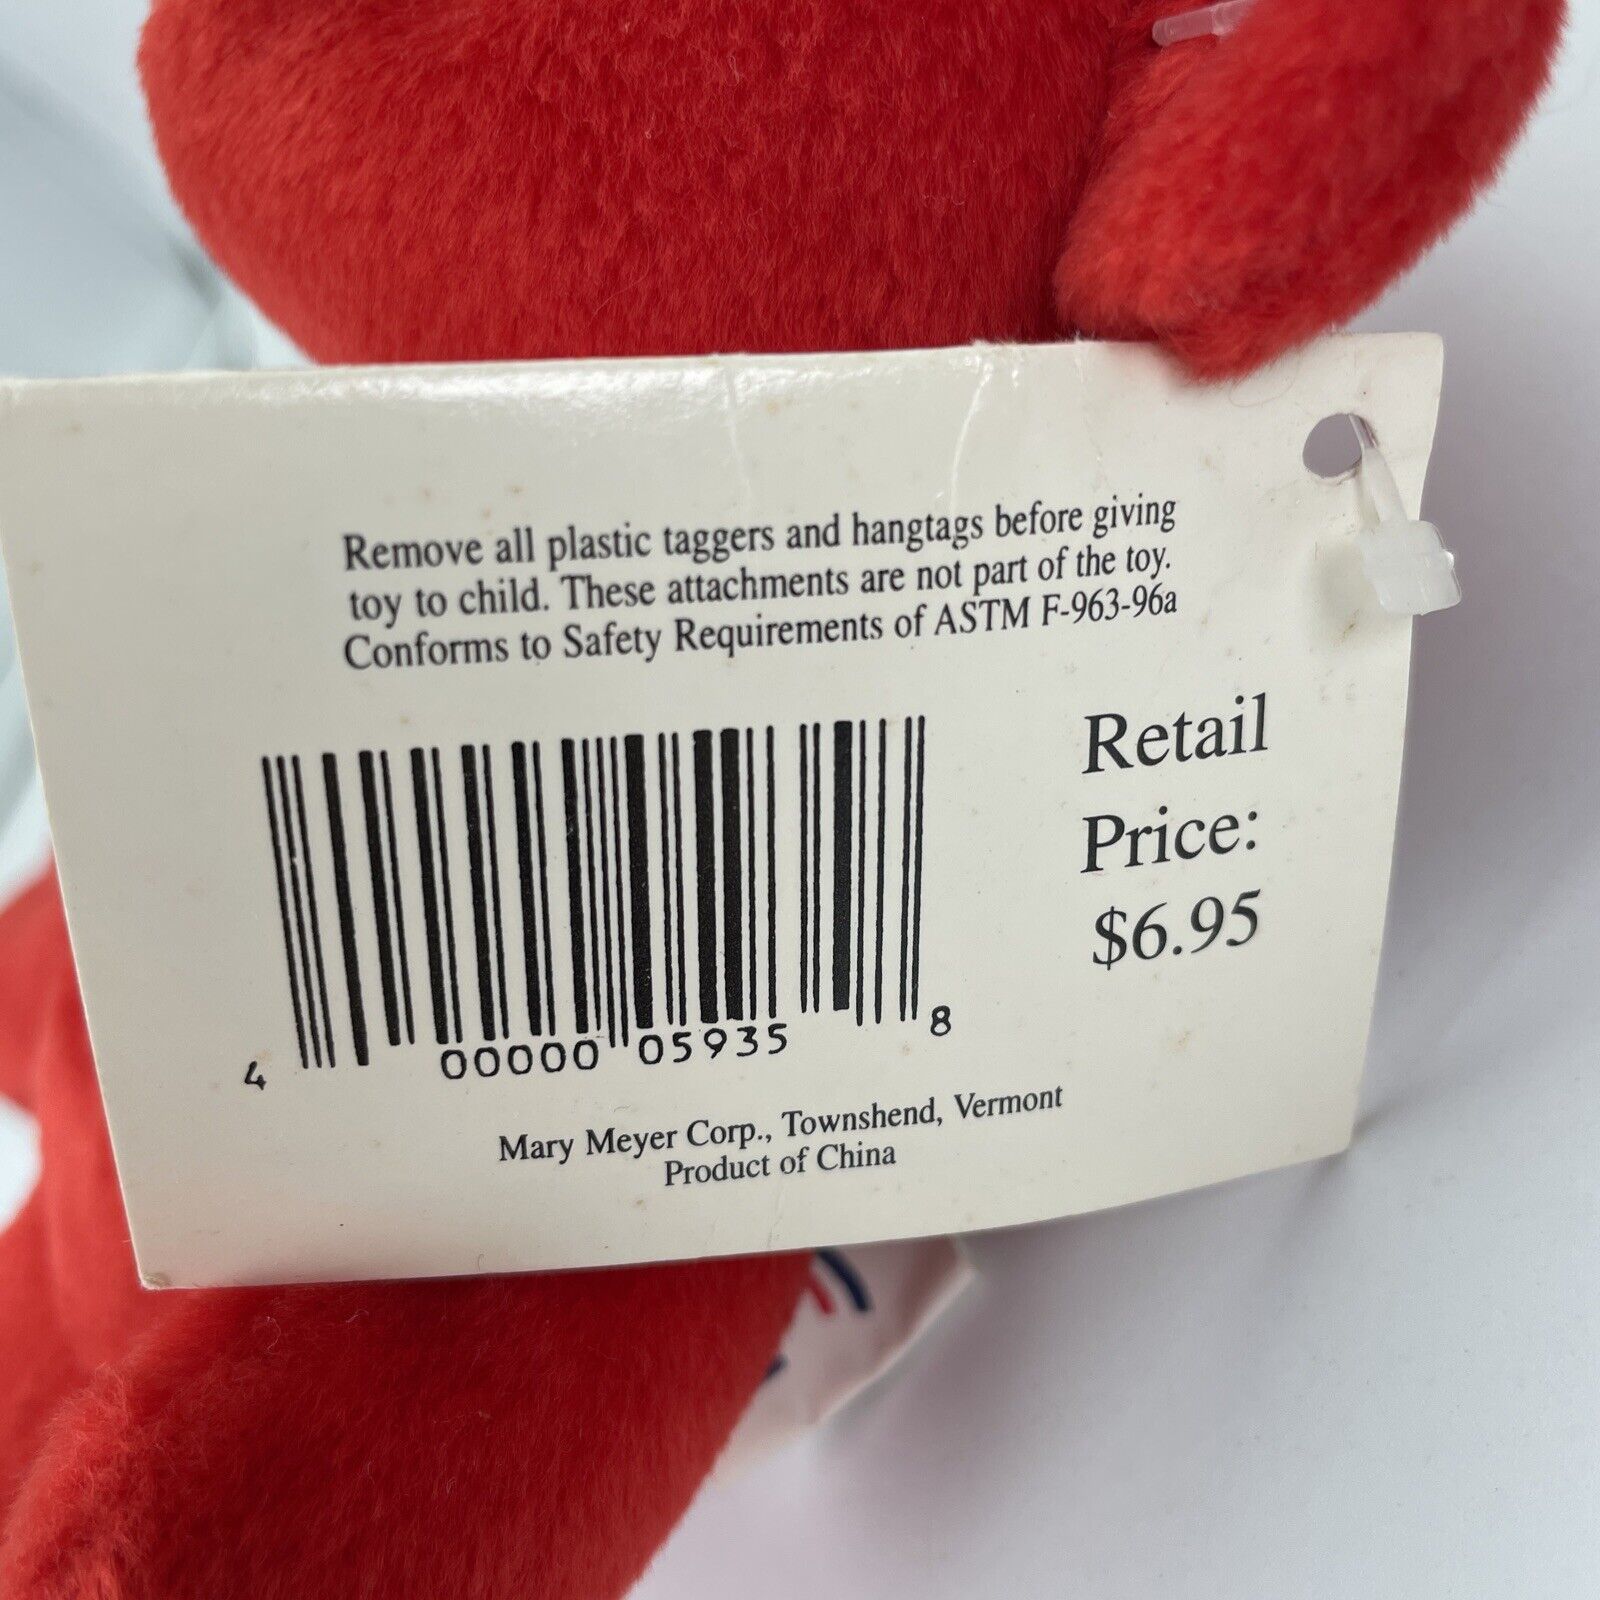 Remove all plastic taggers and hangtags before giving
toy to child. These attachments are not part of the toy.
Conforms to Safety Requirements of ASTM F-963-96a
Retail
Price:
$6.95
4 00000 05935 8
Mary Meyer Corp., Townshend, Vermont
Product of China